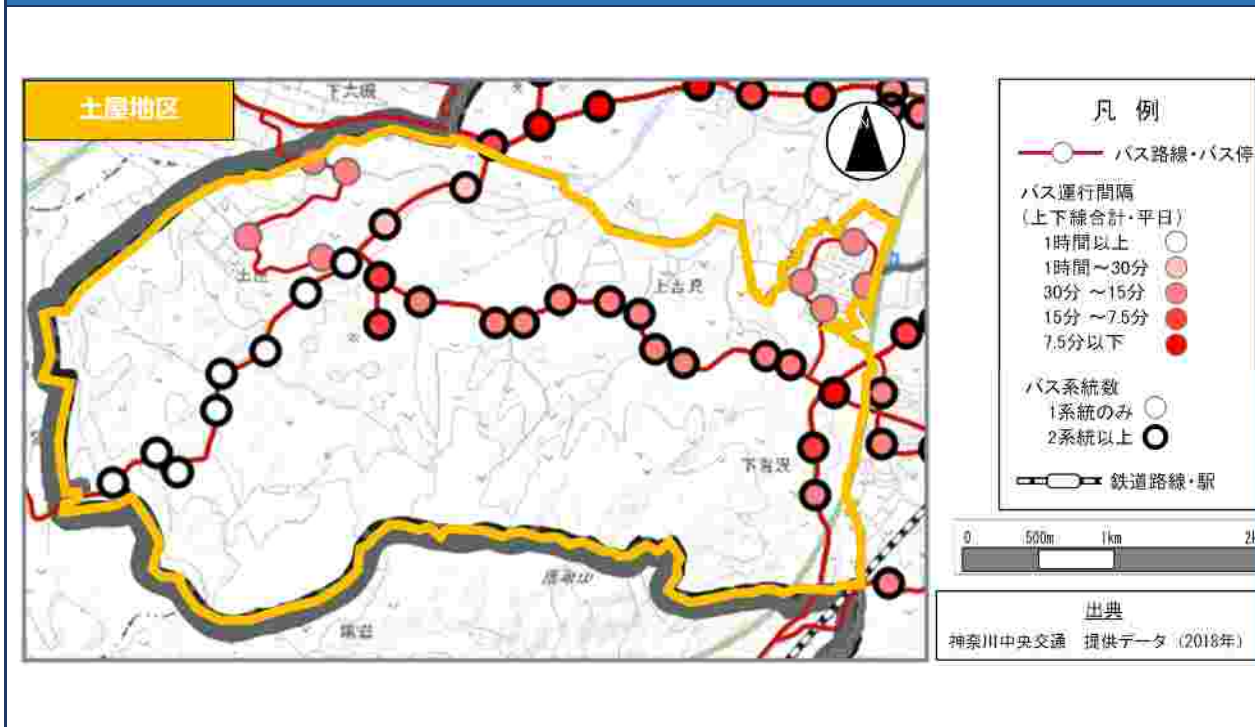 土屋地区
下大槻
土屋
上吉沢
下吉沢
N
凡 例
バス路線・バス停
バス運行間隔
(上下線合計・平日)
1時間以上
1時間～30分
30分 ～15分
15分 ～7.5分
7.5分以下
バス系統数
1系統のみ
2系統以上
鉄道路線・駅
0 500m 1km
出典
神奈川中央交通 提供データ (2018年)